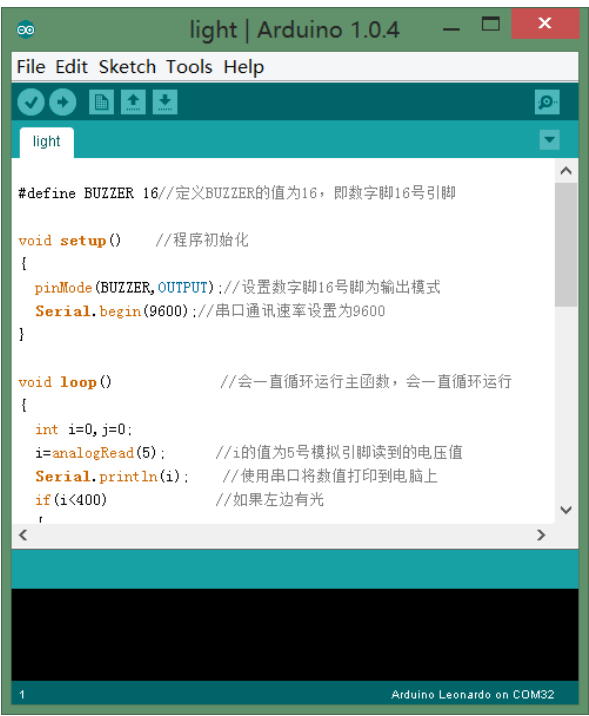 light | Arduino 1.0.4
File Edit Sketch Tools Help
light
#define BUZZER 16//定义BUZZER的值为16，即数字脚16号引脚
void setup()    //程序初始化
{
  pinMode(BUZZER,OUTPUT);//设置数字脚16号脚为输出模式
  Serial.begin(9600);//串口通讯速率设置为9600
}
void loop()             //会一直循环运行主函数，会一直循环运行
{
  int i=0,j=0;
  i=analogRead(5);      //i的值为5号模拟引脚读到的电压值
  Serial.println(i);    //使用串口将数值打印到电脑上
  if(i<400)             //如果左边有光
  {
1
Arduino Leonardo on COM32